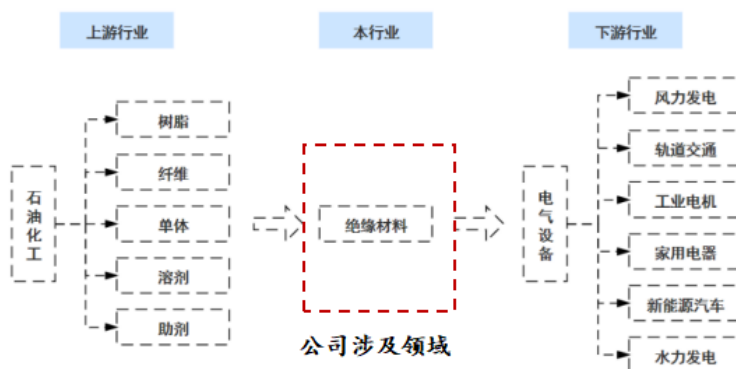 上游行业
本行业
下游行业
石油化工
树脂
纤维
单体
溶剂
助剂
绝缘材料
公司涉及领域
电气设备
风力发电
轨道交通
工业电机
家用电器
新能源汽车
水力发电